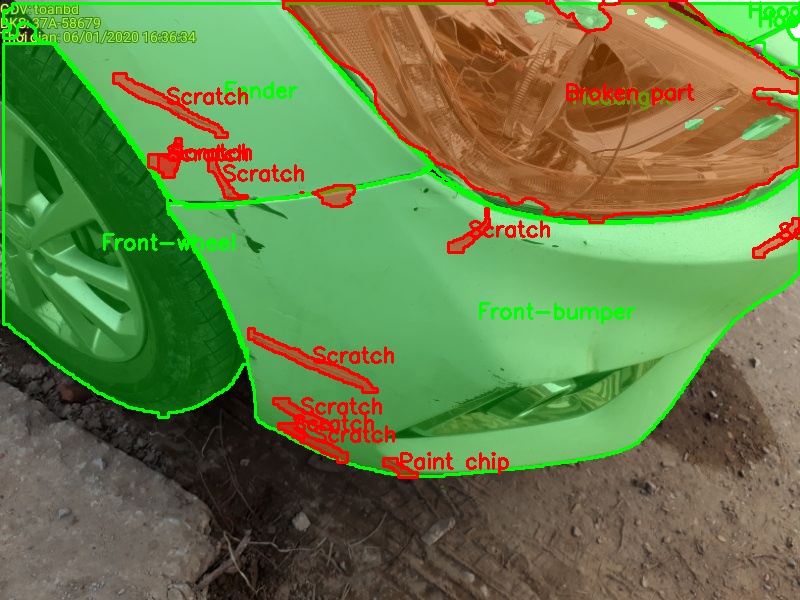 CDV: toanbd
BKS: 37A-58679
Thời gian: 06/01/2020 16:36:34
Hood
Fender
Scratch
Broken part
Scratch
Scratch
Front-wheel
Scratch
Front-bumper
Scratch
Scratch
Scratch
Scratch
Paint chip